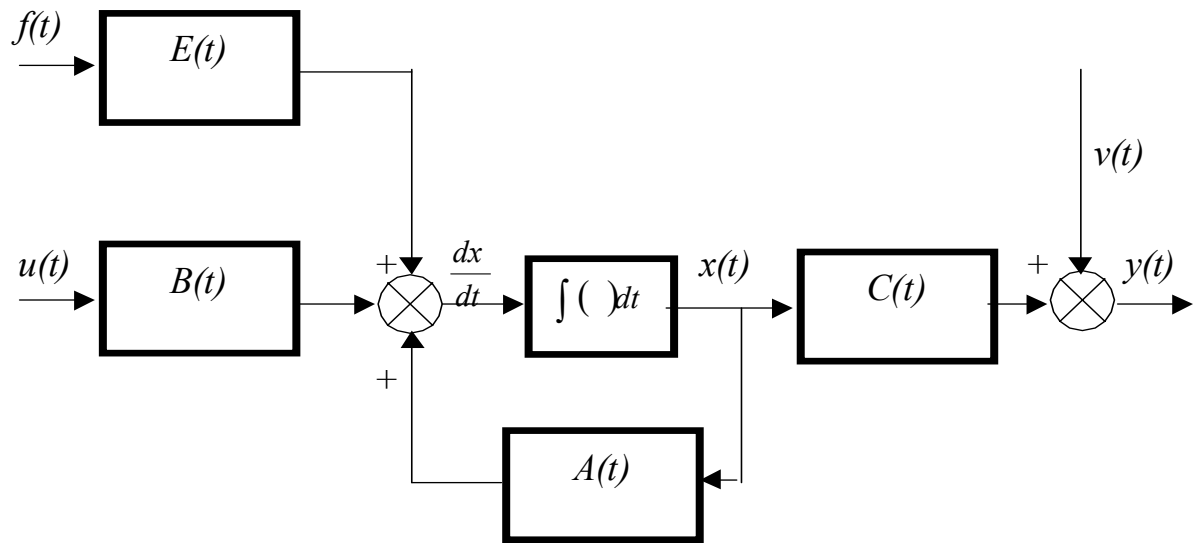 f(t)
E(t)
v(t)
u(t)
B(t)
+
dx
dt
∫ ( )dt
x(t)
C(t)
+
y(t)
+
A(t)